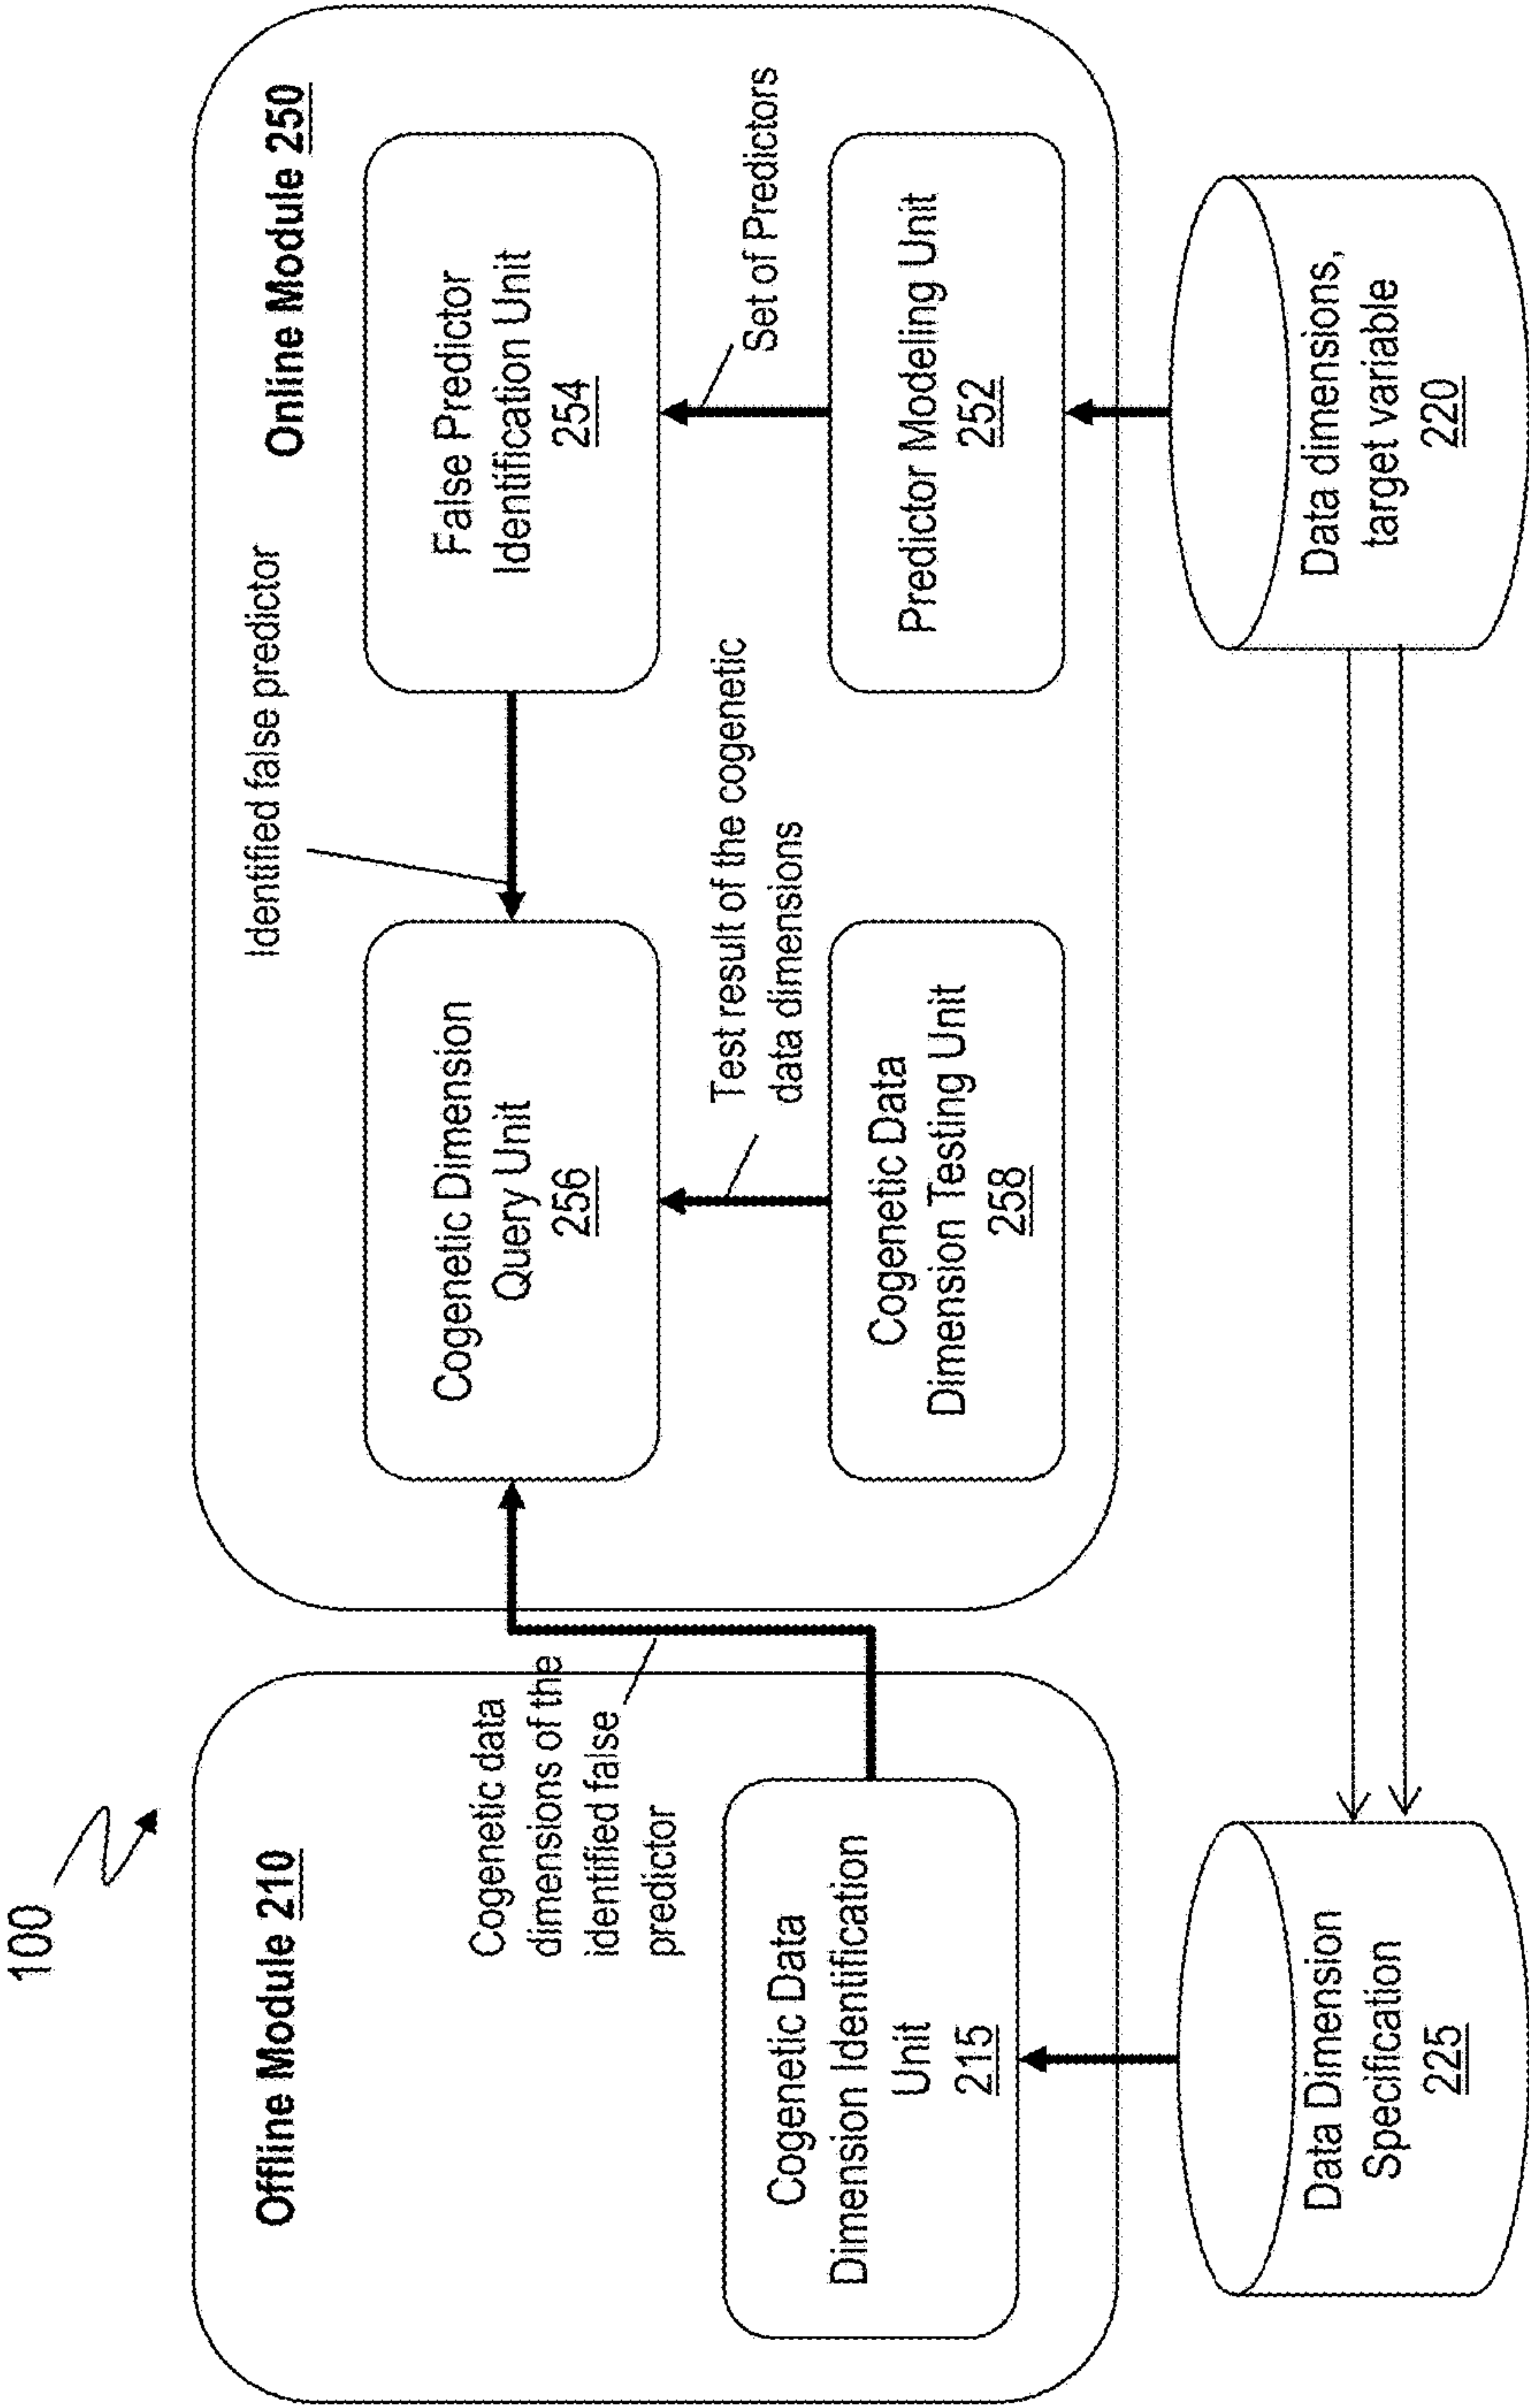 100
Offline Module 210
Cogenetic data
dimensions of the
identified false
predictor
Cogenetic Data
Dimension Identification
Unit
215
Data Dimension
Specification
225
Online Module 250
Identified false predictor
Cogenetic Dimension
Query Unit
256
False Predictor
Identification Unit
254
Test result of the cogenetic
data dimensions
Set of Predictors
Cogenetic Data
Dimension Testing Unit
258
Predictor Modeling Unit
252
Data dimensions,
target variable
220